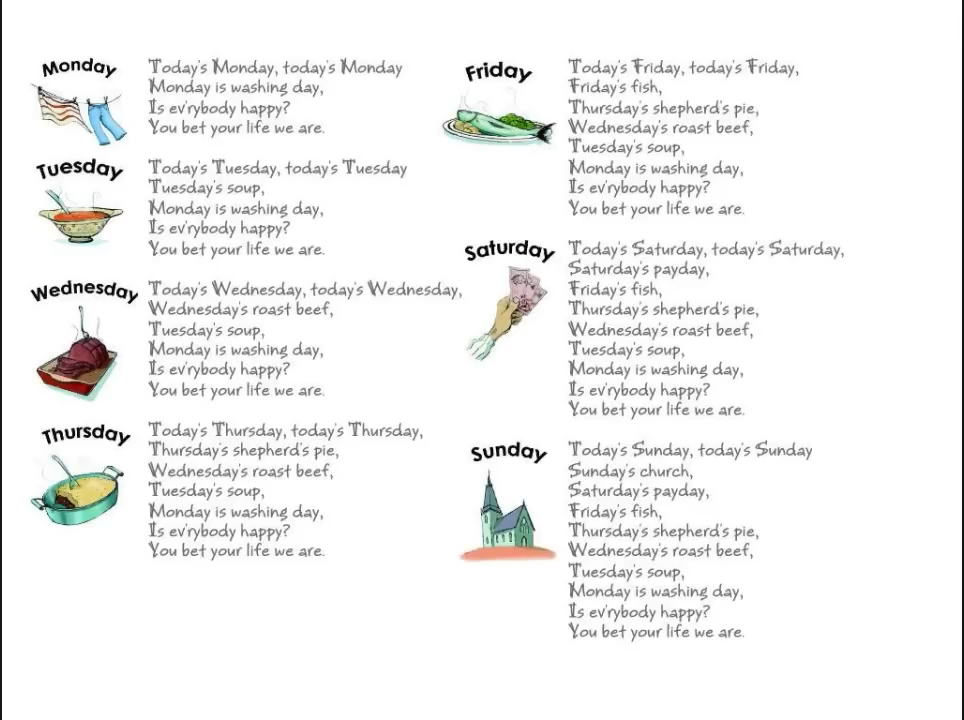 Monday
Today's Monday, today's Monday
Monday is washing day,
Is ev'rybody happy?
You bet your life we are.
Tuesday
Today's Tuesday, today's Tuesday
Tuesday's soup,
Monday is washing day,
Is ev'rybody happy?
You bet your life we are.
Wednesday
Today's Wednesday, today's Wednesday,
Wednesday's roast beef,
Tuesday's soup,
Monday is washing day,
Is ev'rybody happy?
You bet your life we are.
Thursday
Today's Thursday, today's Thursday,
Thursday's shepherd's pie,
Wednesday's roast beef,
Tuesday's soup,
Monday is washing day,
Is ev'rybody happy?
You bet your life we are.
Friday
Today's Friday, today's Friday,
Friday's fish,
Thursday's shepherd's pie,
Wednesday's roast beef,
Tuesday's soup,
Monday is washing day,
Is ev'rybody happy?
You bet your life we are.
Saturday
Today's Saturday, today's Saturday,
Saturday's payday,
Friday's fish,
Thursday's shepherd's pie,
Wednesday's roast beef,
Tuesday's soup,
Monday is washing day,
Is ev'rybody happy?
You bet your life we are.
Sunday
Today's Sunday, today's Sunday
Sunday's church,
Saturday's payday,
Friday's fish,
Thursday's shepherd's pie,
Wednesday's roast beef,
Tuesday's soup,
Monday is washing day,
Is ev'rybody happy?
You bet your life we are.